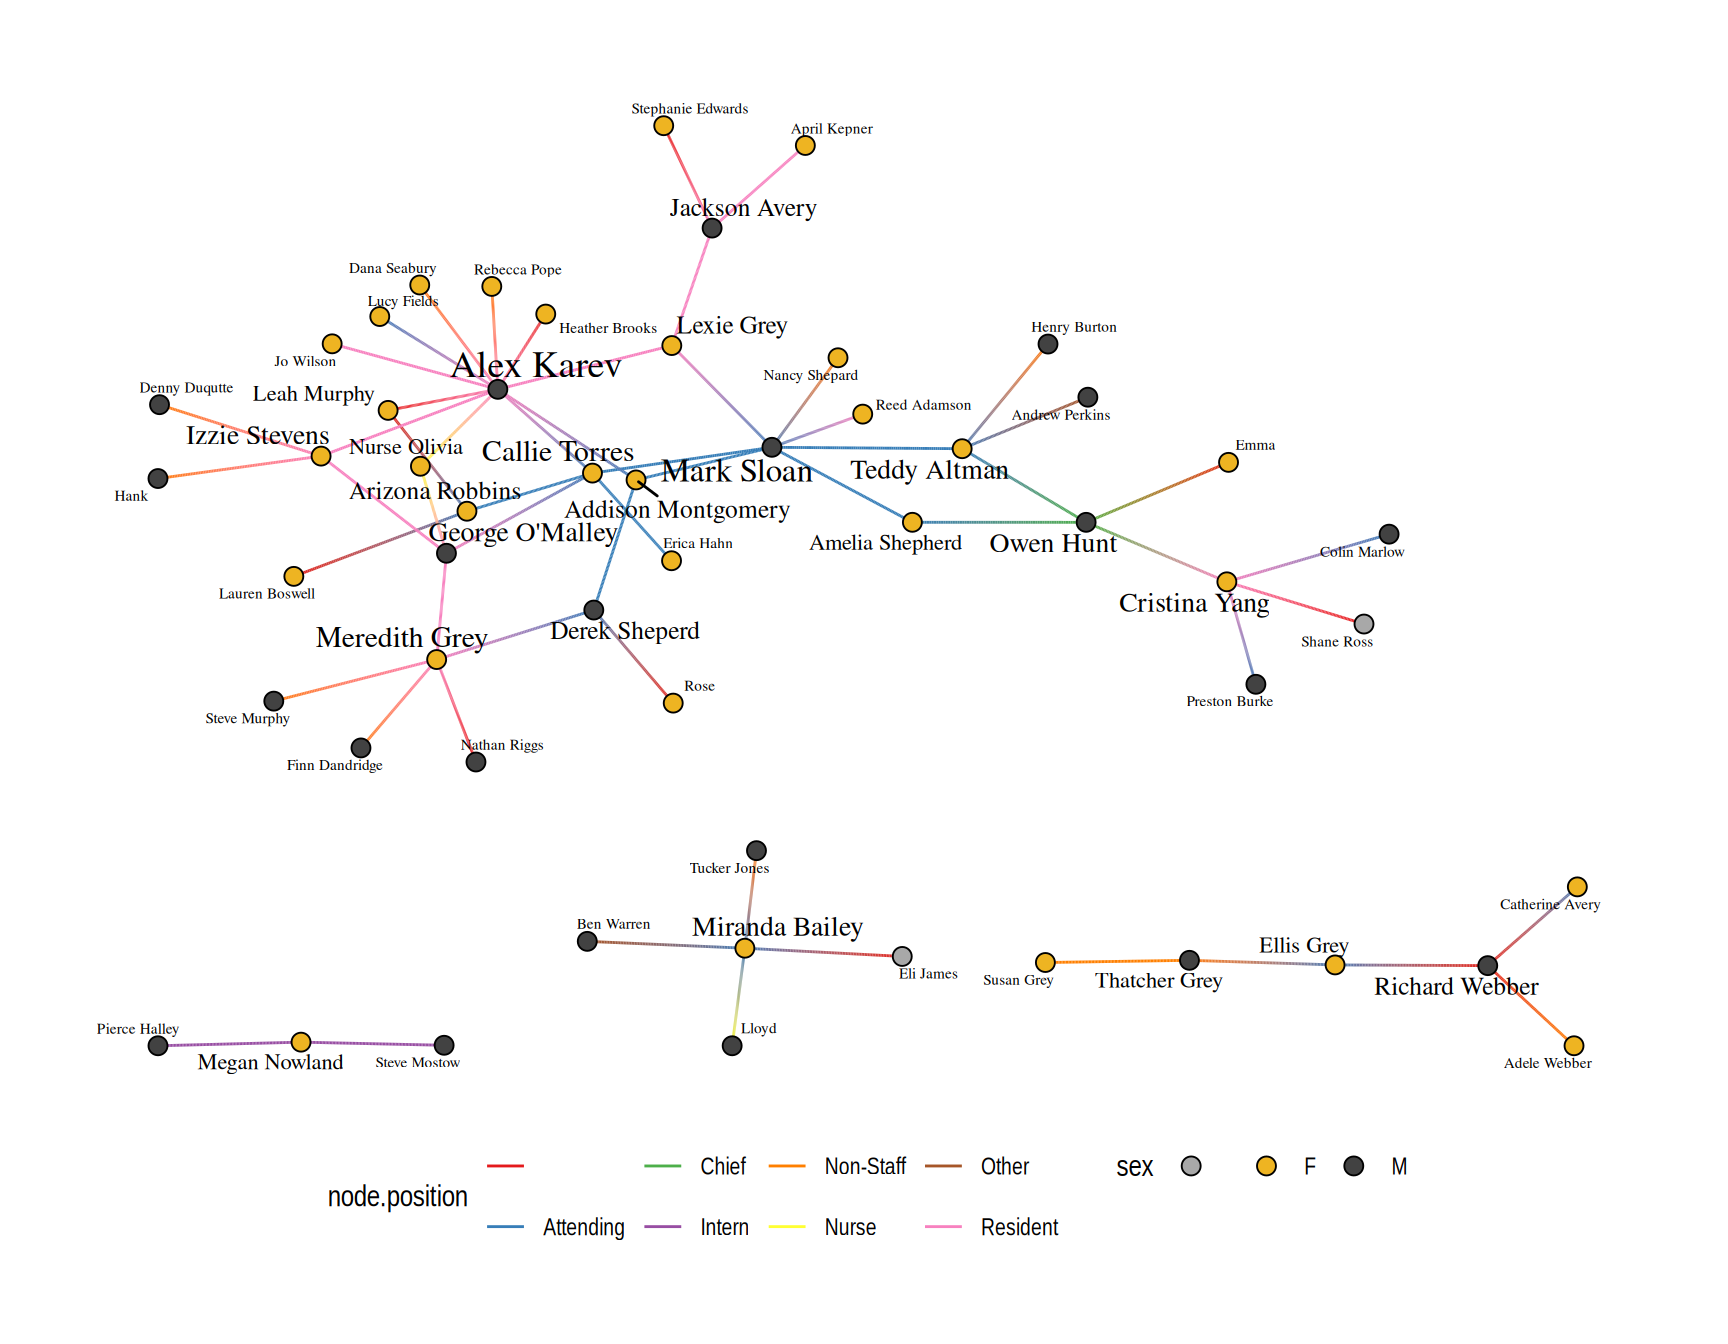 Stephanie Edwards
April Kepner
Jackson Avery
Dana Seabury
Rebecca Pope
Lucy Fields
Heather Brooks
Lexie Grey
Henry Burton
Jo Wilson
Alex Karev
Nancy Shepard
Denny Duqutte
Leah Murphy
Reed Adamson
Andrew Perkins
Izzie Stevens
Nurse Olivia
Callie Torres
Emma
Mark Sloan
Teddy Altman
Hank
Arizona Robbins
Addison Montgomery
George O'Malley
Erica Hahn
Amelia Shepherd
Owen Hunt
Colin Marlow
Lauren Boswell
Cristina Yang
Meredith Grey
Derek Sheperd
Shane Ross
Rose
Preston Burke
Steve Murphy
Nathan Riggs
Finn Dandridge
Tucker Jones
Ben Warren
Miranda Bailey
Catherine Avery
Ellis Grey
Eli James
Susan Grey
Thatcher Grey
Richard Webber
Pierce Halley
Lloyd
Megan Nowland
Steve Mostow
Adele Webber
node.position
Chief
Non-Staff
Other
Attending
Intern
Nurse
Resident
sex
F
M